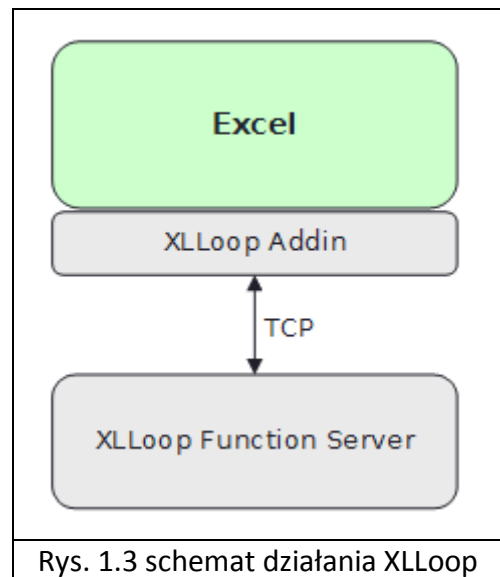 Excel
XLLoop Addin
TCP
XLLoop Function Server
Rys. 1.3 schemat działania XLLoop